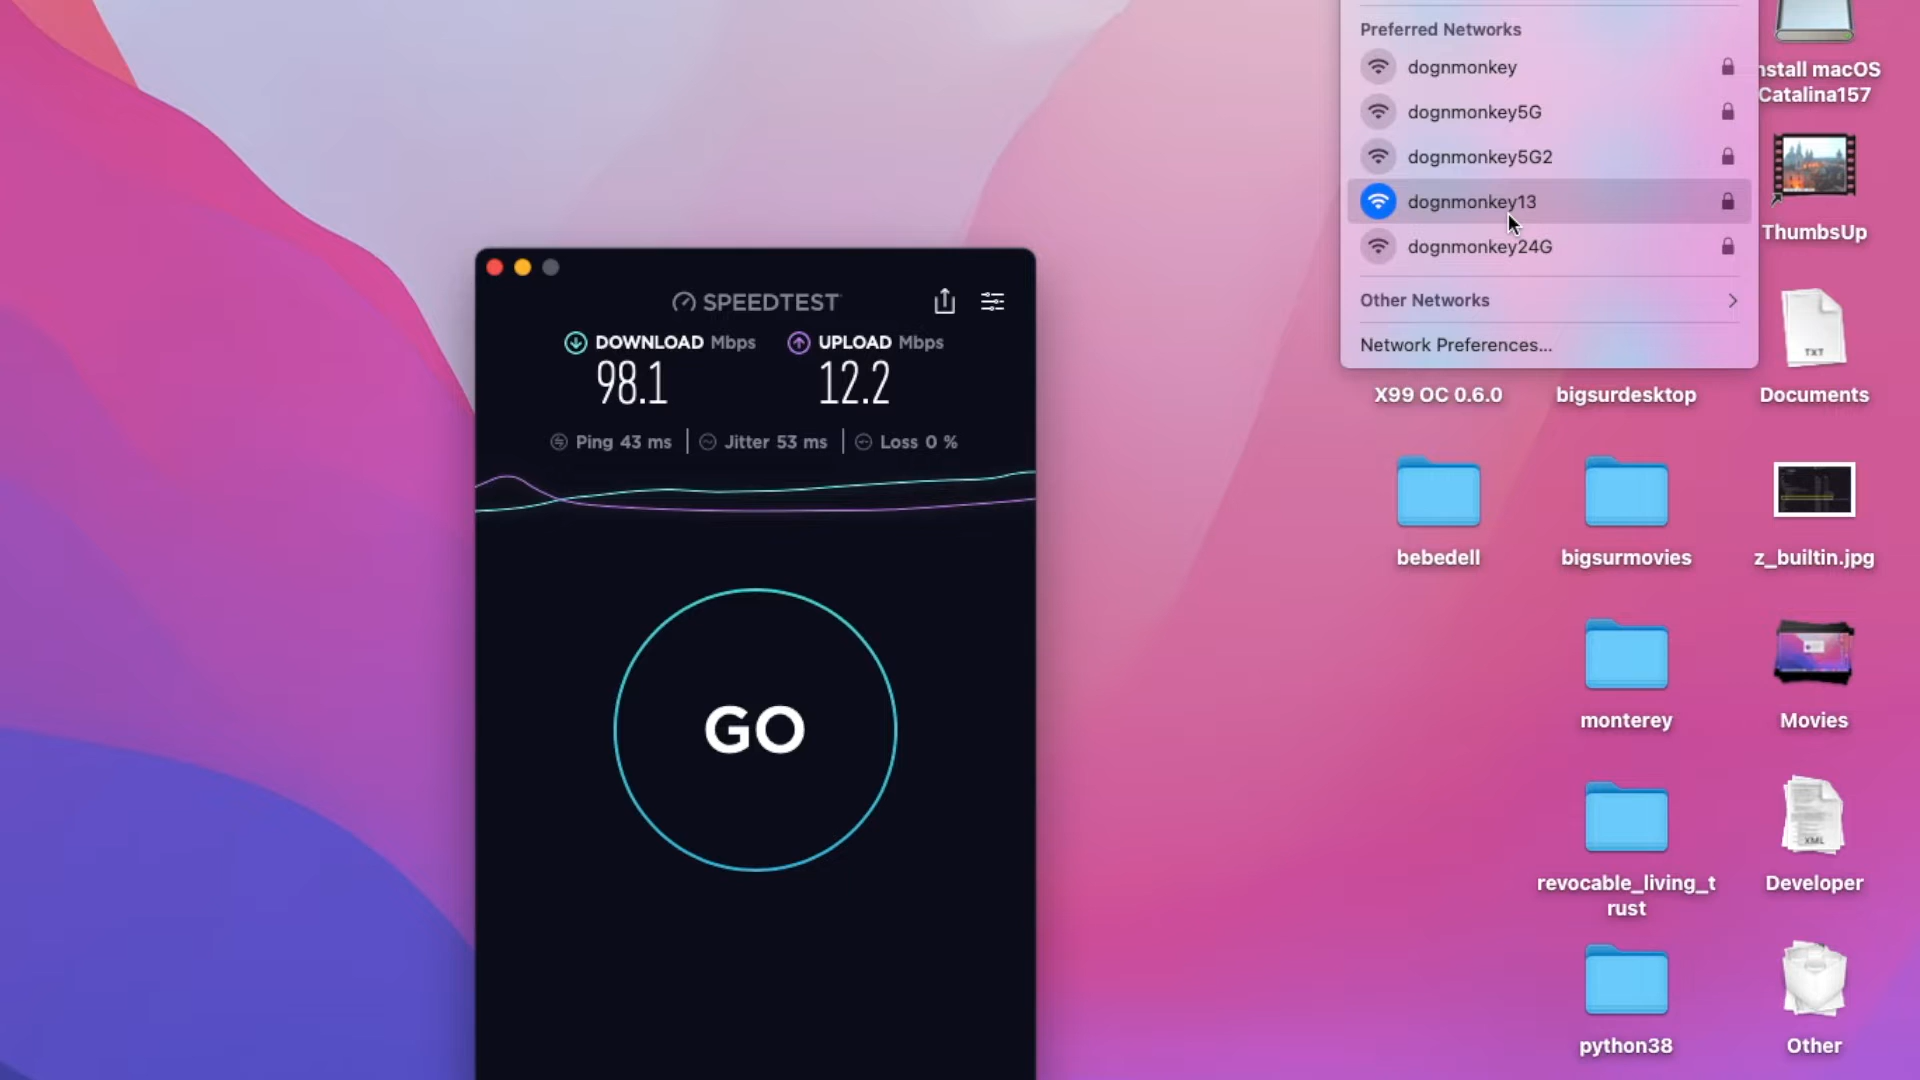 SPEEDTEST
DOWNLOAD Mbps
98.1
UPLOAD Mbps
12.2
Ping 43 ms
Jitter 53 ms
Loss 0 %
GO
Preferred Networks
dognmonkey
dognmonkey5G
dognmonkey5G2
dognmonkey13
dognmonkey24G
Other Networks
Network Preferences...
nstall macOS
Catalina157
ThumbsUp
TXT
X99 OC 0.6.0
bigsurdesktop
Documents
bebedell
bigsurmovies
z_builtin.jpg
monterey
Movies
XML
revocable_living_t
rust
Developer
python38
Other